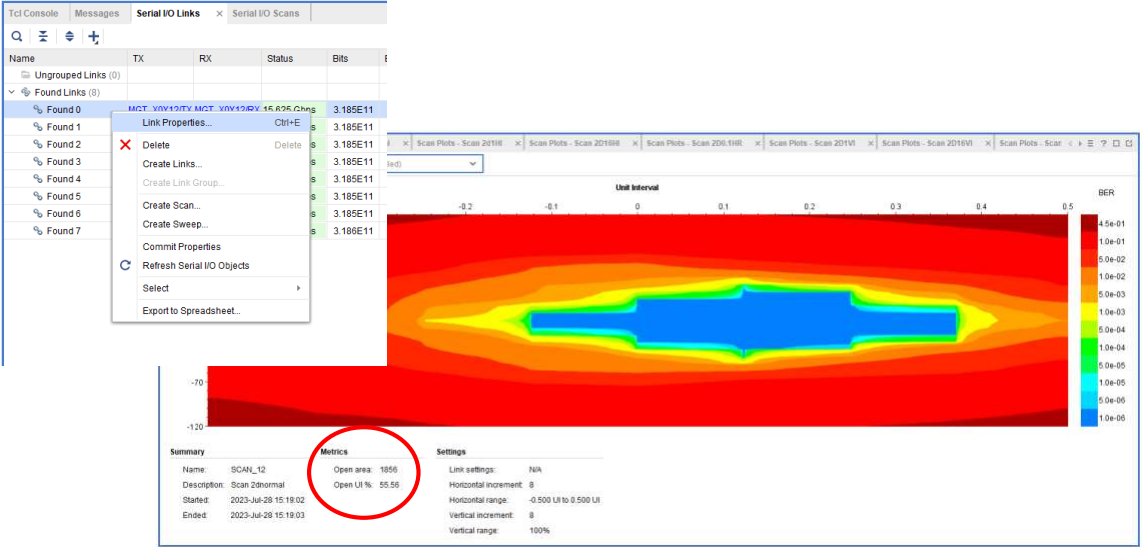 Tcl Console Messages Serial I/O Links × Serial I/O Scans
Name TX RX Status Bits
Ungrouped Links (0)
Found Links (8)
Found 0 MGT_X0Y12/TX MGT_X0Y12/RX 15.625 Gbps 3.185E11
Found 1 s 3.185E11
Found 2 s 3.185E11
Found 3 s 3.185E11
Found 4 s 3.185E11
Found 5 s 3.185E11
Found 6 s 3.185E11
Found 7 s 3.186E11
Link Properties... Ctrl+E
Delete Delete
Create Links...
Create Link Group...
Create Scan...
Create Sweep...
Commit Properties
Refresh Serial I/O Objects
Select
Export to Spreadsheet...
× Scan Plots - Scan 2d1HI × Scan Plots - Scan 2D16HI × Scan Plots - Scan 2D0.1HR × Scan Plots - Scan 2D1VI × Scan Plots - Scan 2D16VI × Scan Plots - Scar
led)
Unit Interval
BER
-0.2 -0.1 0 0.1 0.2 0.3 0.4 0.5
4.5e-01
1.0e-01
5.0e-02
1.0e-02
5.0e-03
1.0e-03
5.0e-04
1.0e-04
5.0e-05
1.0e-05
5.0e-06
1.0e-06
-70
-120
Summary Metrics Settings
Name: SCAN_12 Open area: 1856 Link settings: N/A
Description: Scan 2dnormal Open UI %: 55.56 Horizontal increment: 8
Started: 2023-Jul-28 15:19:02 Horizontal range: -0.500 UI to 0.500 UI
Ended: 2023-Jul-28 15:19:03 Vertical increment: 8
Vertical range: 100%